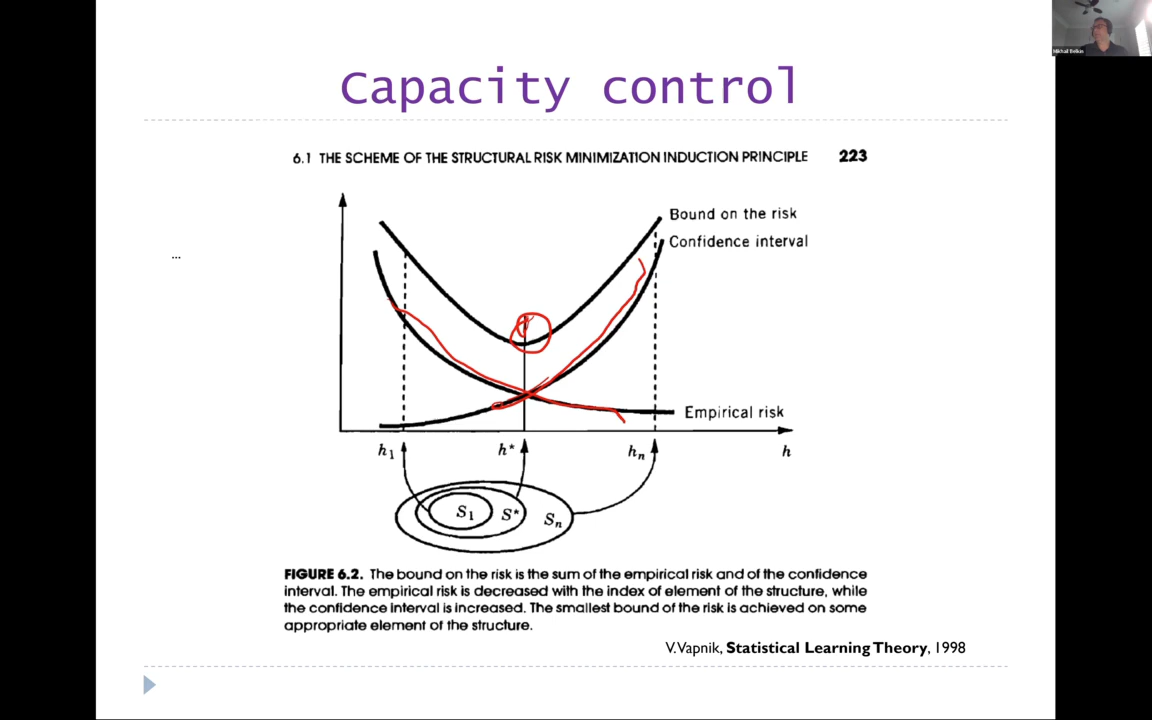 Mikhail Belkin
Capacity control
6.1 THE SCHEME OF THE STRUCTURAL RISK MINIMIZATION INDUCTION PRINCIPLE 223
Bound on the risk
Confidence interval
...
Empirical risk
h1 h* hn h
S1 S* Sn
FIGURE 6.2. The bound on the risk is the sum of the empirical risk and of the confidence
interval. The empirical risk is decreased with the index of element of the structure, while
the confidence interval is increased. The smallest bound of the risk is achieved on some
appropriate element of the structure.
V.Vapnik, Statistical Learning Theory, 1998